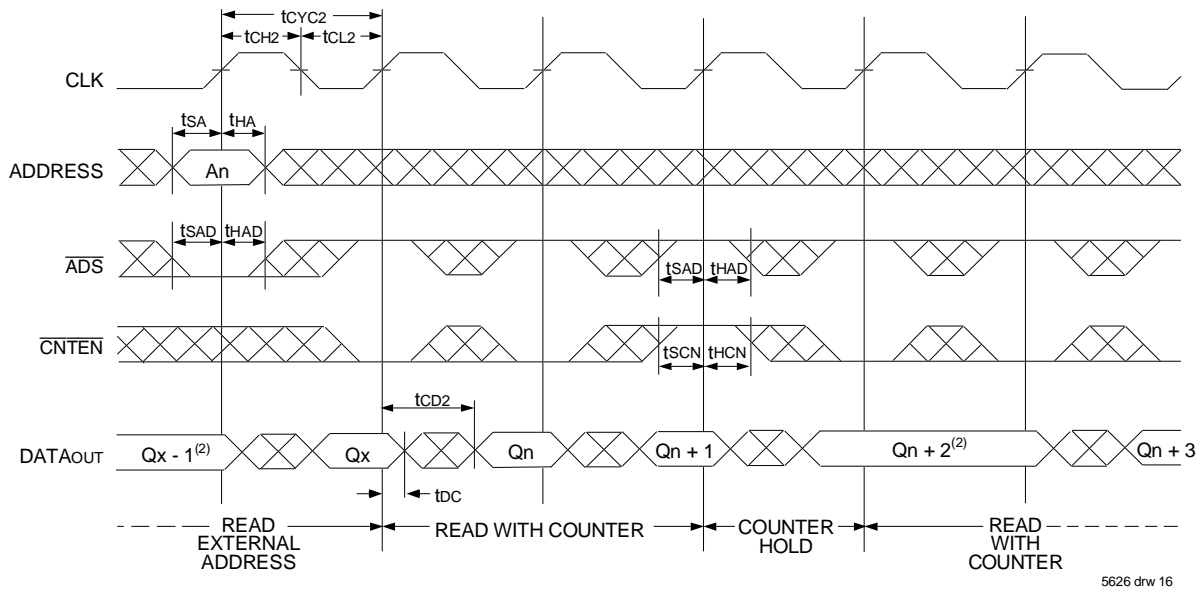 tCYC2
tCH2 tCL2
CLK
tSA tHA
ADDRESS An
tSAD tHAD
ADS
tSAD tHAD
CNTEN
tSCN tHCN
tCD2
DATAOUT Qx - 1(2) Qx Qn Qn + 1 Qn + 2(2) Qn + 3
tDC
READ EXTERNAL ADDRESS
READ WITH COUNTER
COUNTER HOLD
READ WITH COUNTER
5626 drw 16